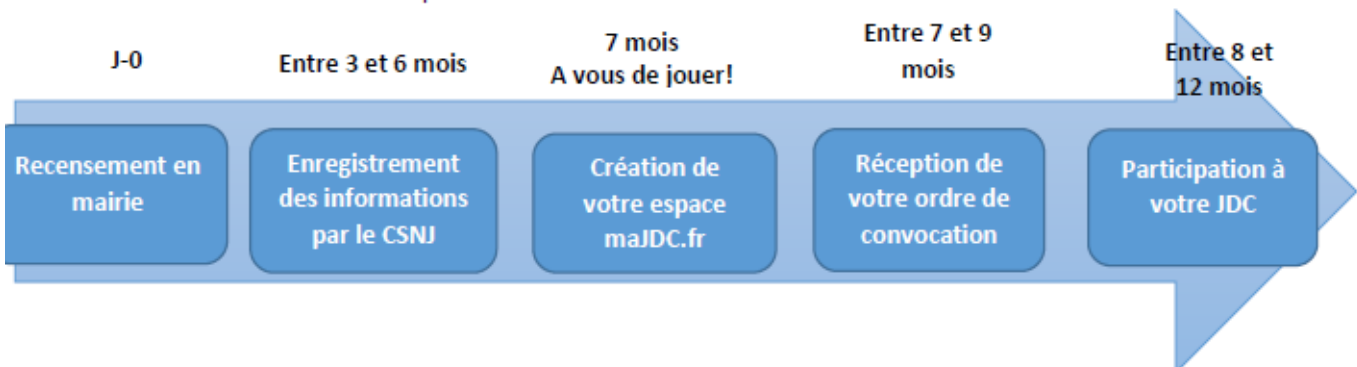 J-0
Entre 3 et 6 mois
7 mois
A vous de jouer!
Entre 7 et 9
mois
Entre 8 et
12 mois
Recensement en
mairie
Enregistrement
des informations
par le CSNJ
Création de
votre espace
maJDC.fr
Réception de
votre ordre de
convocation
Participation à
votre JDC